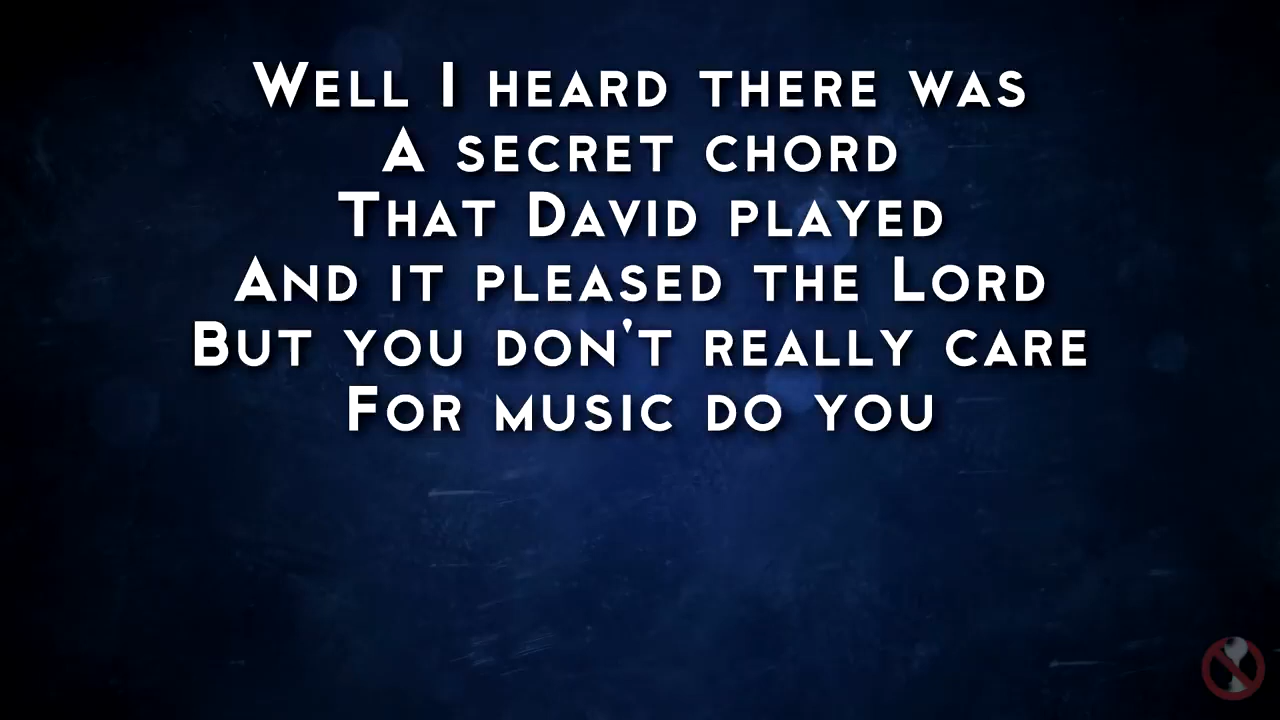 Well I heard there was
A secret chord
That David played
And it pleased the Lord
But you don't really care
For music do you